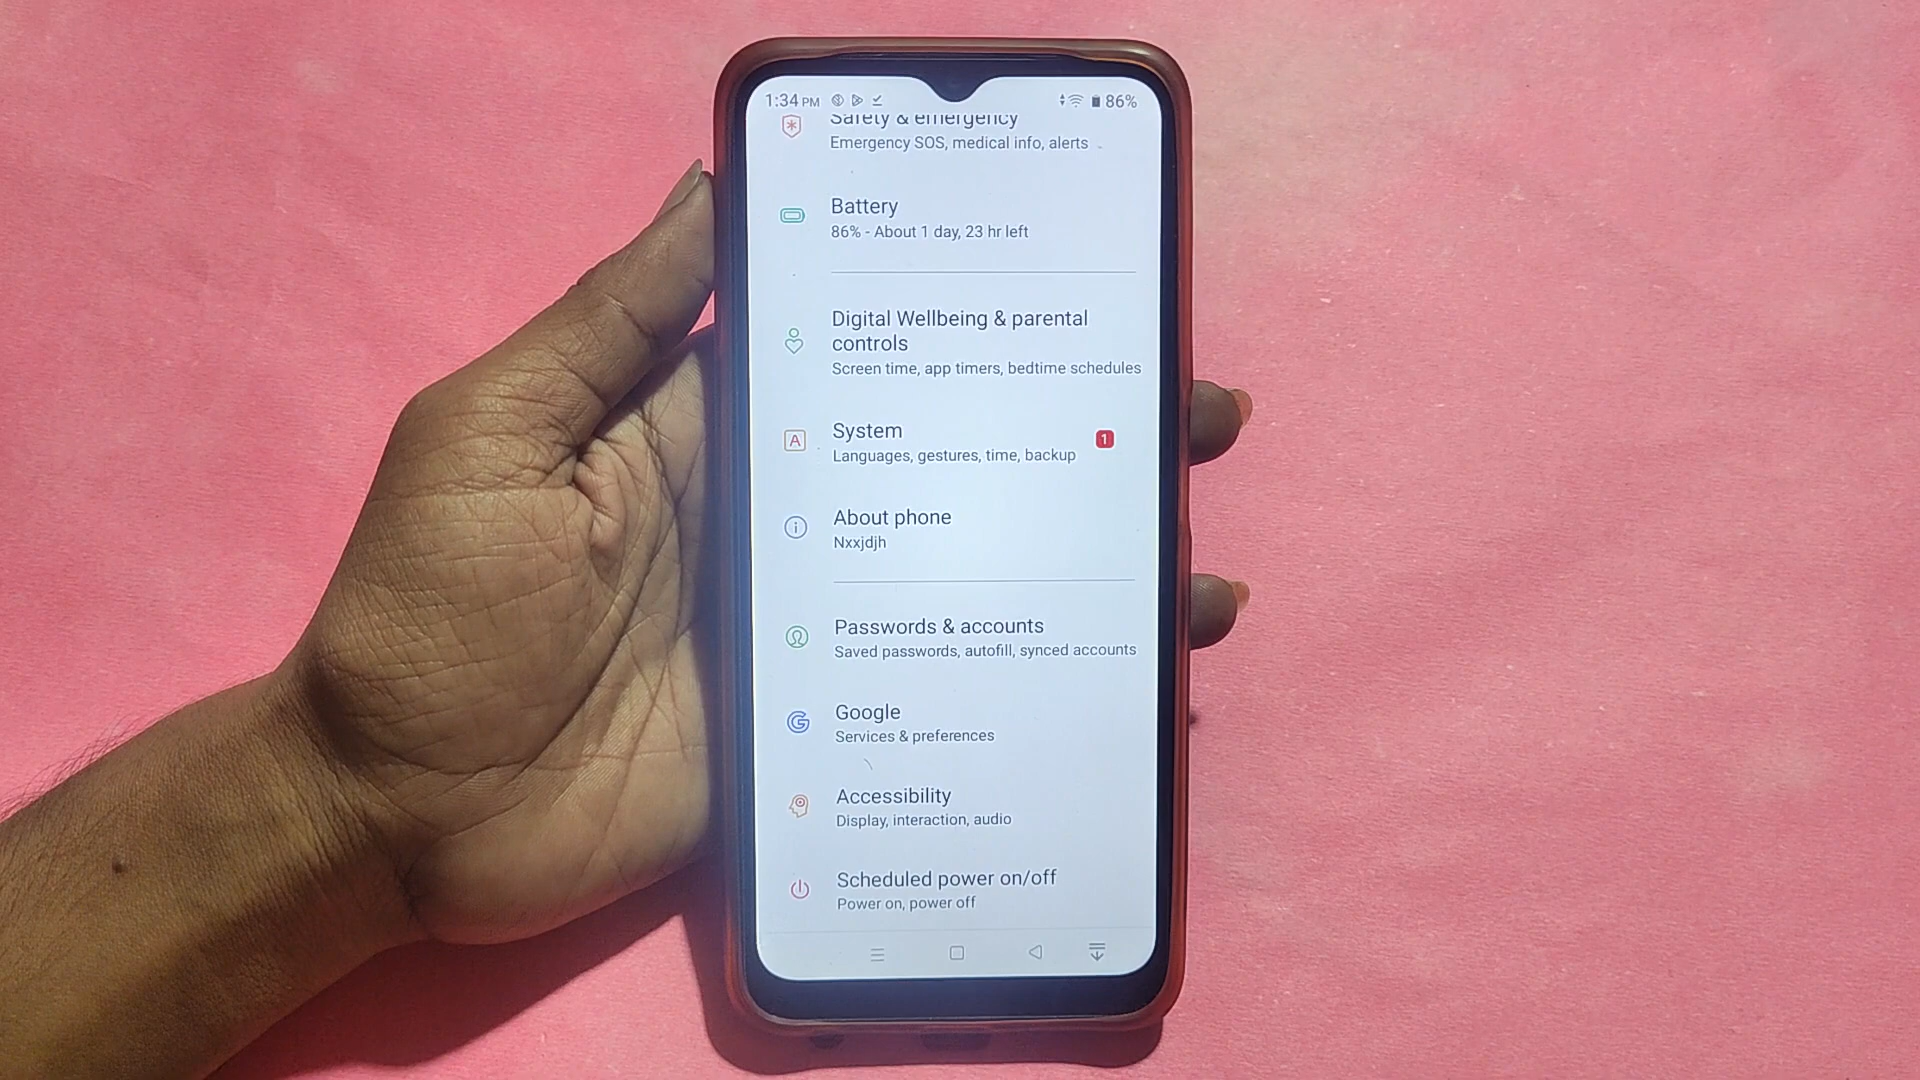 1:34 PM 86%
Safety & emergency
Emergency SOS, medical info, alerts
Battery
86% - About 1 day, 23 hr left
Digital Wellbeing & parental
controls
Screen time, app timers, bedtime schedules
A
System
1
Languages, gestures, time, backup
About phone
Nxxjdjh
Passwords & accounts
Saved passwords, autofill, synced accounts
G
Google
Services & preferences
Accessibility
Display, interaction, audio
Scheduled power on/off
Power on, power off